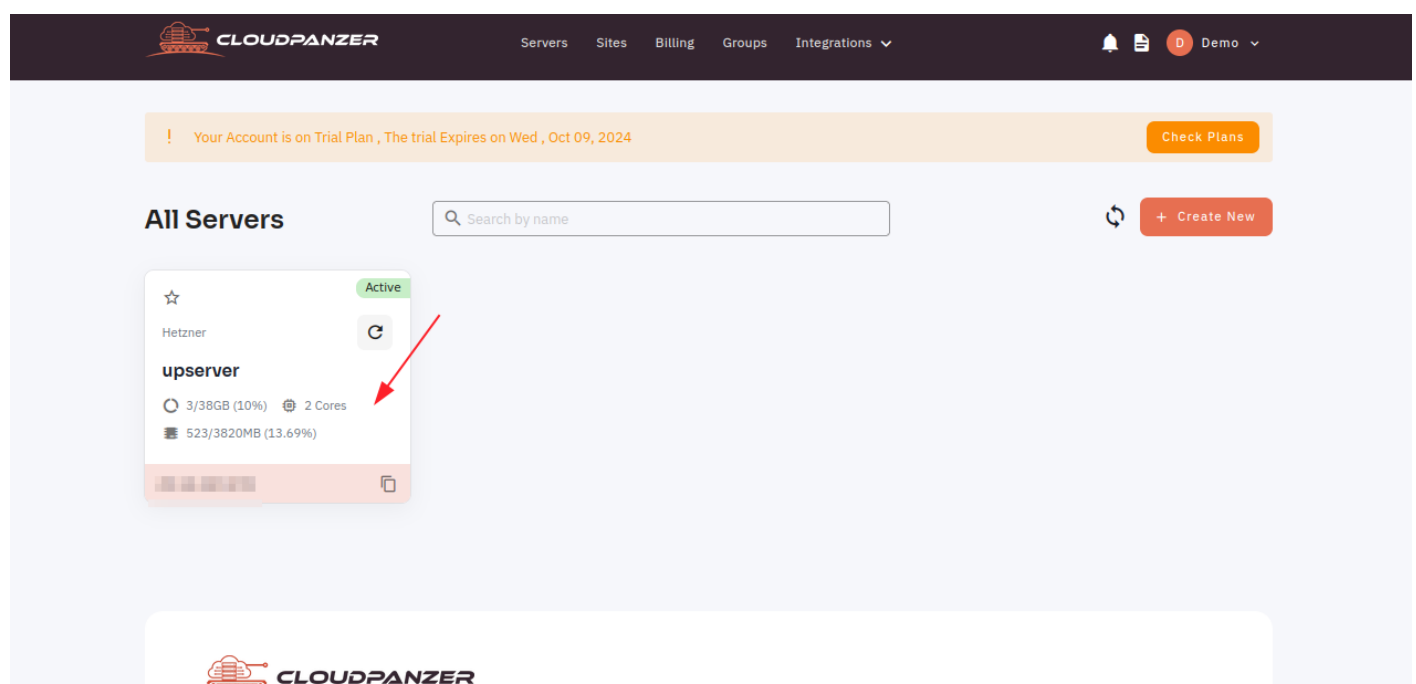 CLOUDPANZER
Servers Sites Billing Groups Integrations
D Demo
! Your Account is on Trial Plan , The trial Expires on Wed , Oct 09, 2024
Check Plans
All Servers
Search by name
+ Create New
Active
Hetzner
upserver
3/38GB (10%) 2 Cores
523/3820MB (13.69%)
CLOUDPANZER